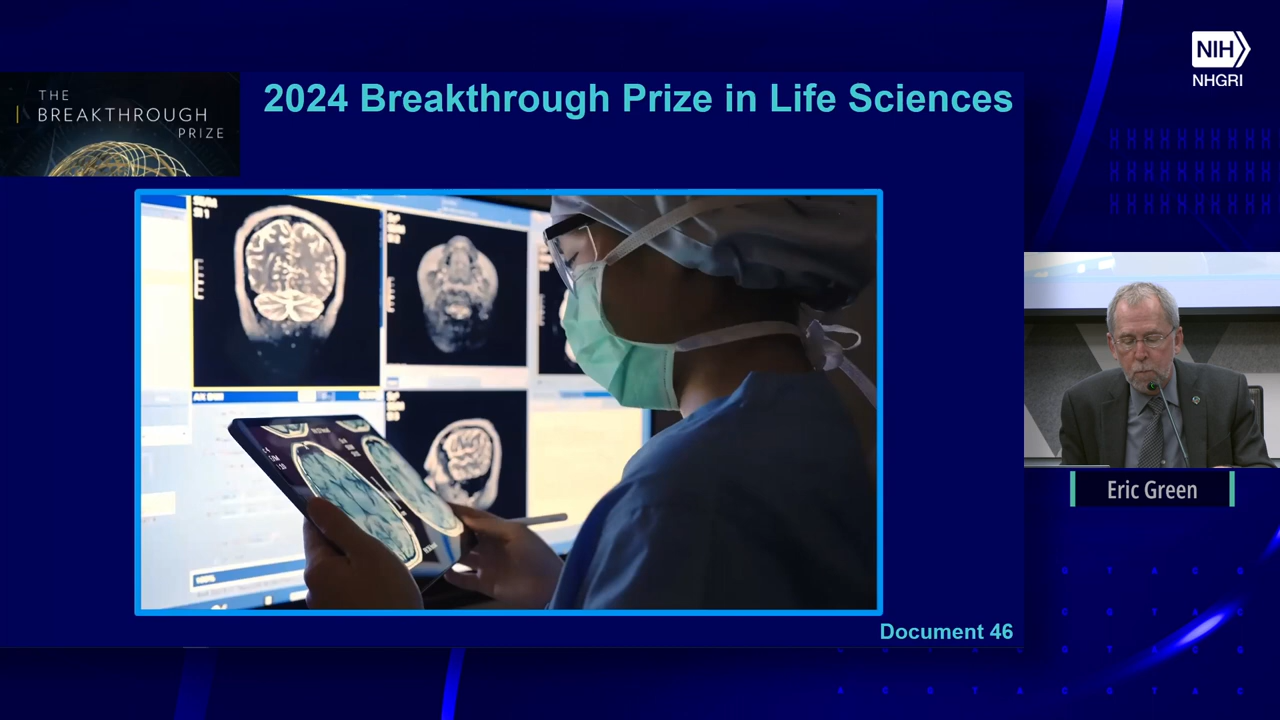 NIH
NHGRI
THE
BREAKTHROUGH
PRIZE
2024 Breakthrough Prize in Life Sciences
Eric Green
Document 46